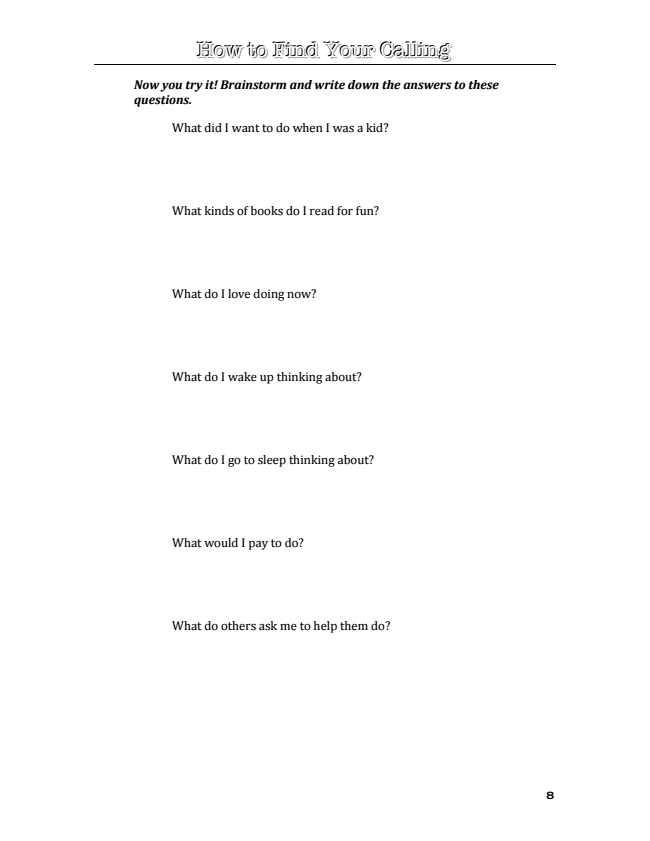 How to Find Your Calling
Now you try it! Brainstorm and write down the answers to these
questions.
What did I want to do when I was a kid?
What kinds of books do I read for fun?
What do I love doing now?
What do I wake up thinking about?
What do I go to sleep thinking about?
What would I pay to do?
What do others ask me to help them do?
8